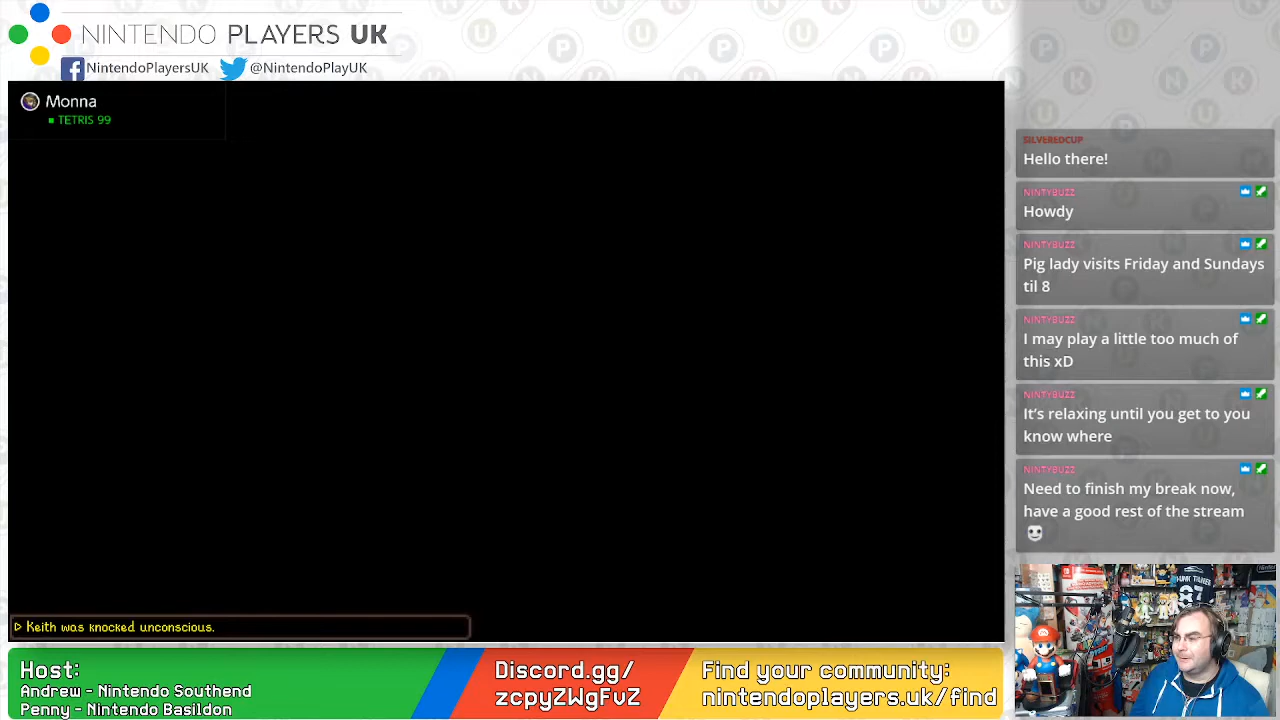 NINTENDO PLAYERS UK
NintendoPlayersUK @NintendoPlayUK
Monna
TETRIS 99
Keith was knocked unconscious.
SILVEREDCUP
Hello there!
NINTYBUZZ
Howdy
NINTYBUZZ
Pig lady visits Friday and Sundays
til 8
NINTYBUZZ
I may play a little too much of
this xD
NINTYBUZZ
It's relaxing until you get to you
know where
NINTYBUZZ
Need to finish my break now,
have a good rest of the stream
Host:
Andrew - Nintendo Southend
Penny - Nintendo Basildon
Discord.gg/
zcpyZWgFvZ
Find your community:
nintendoplayers.uk/find